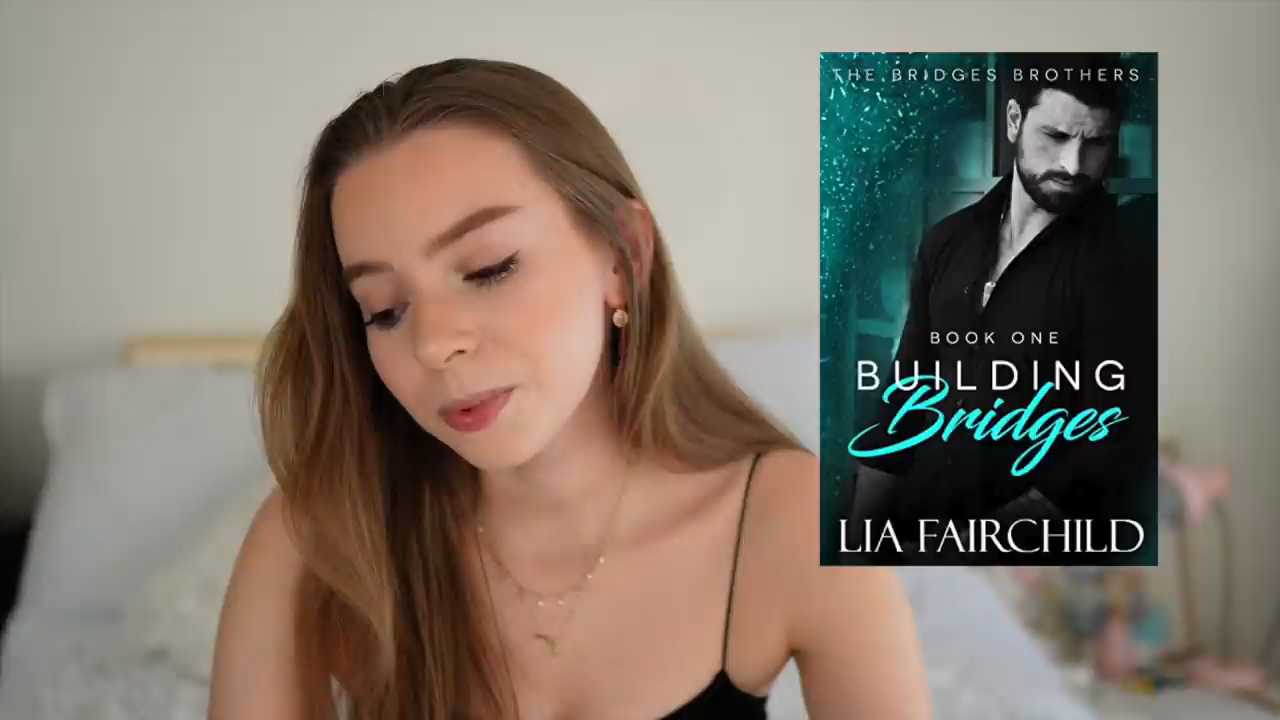 THE BRIDGES BROTHERS
BOOK ONE
BUILDING
Bridges
LIA FAIRCHILD